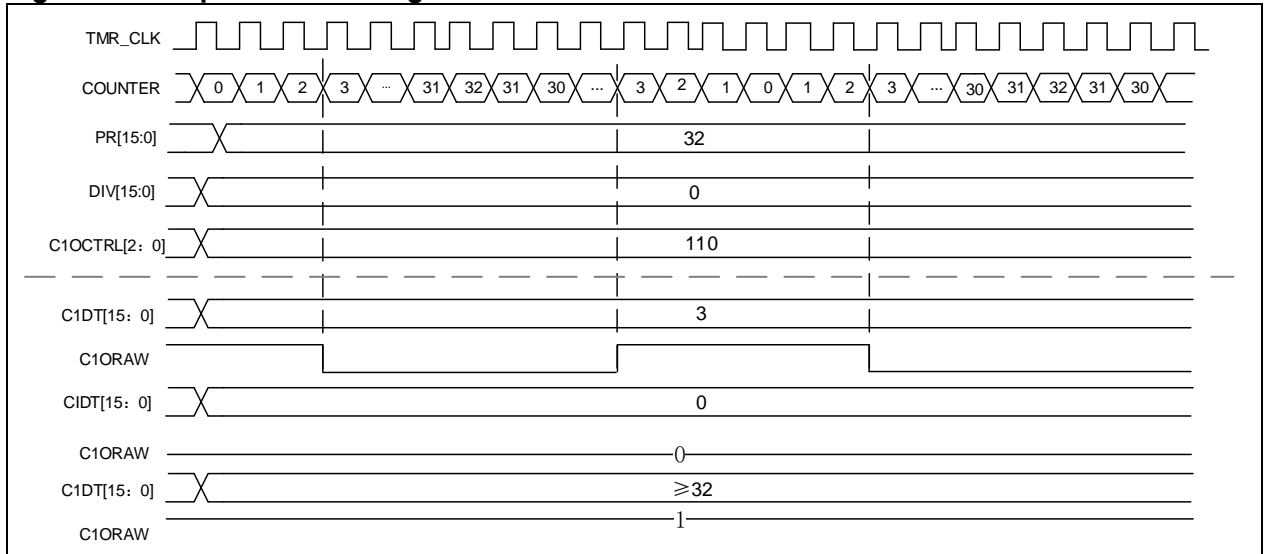 TMR_CLK
COUNTER 0 1 2 3 ... 31 32 31 30 ... 3 2 1 0 1 2 3 ... 30 31 32 31 30
PR[15:0] 32
DIV[15:0] 0
C1OCTRL[2：0] 110
C1DT[15：0] 3
C1ORAW
CIDT[15：0] 0
C1ORAW 0
C1DT[15：0] ≥32
C1ORAW 1